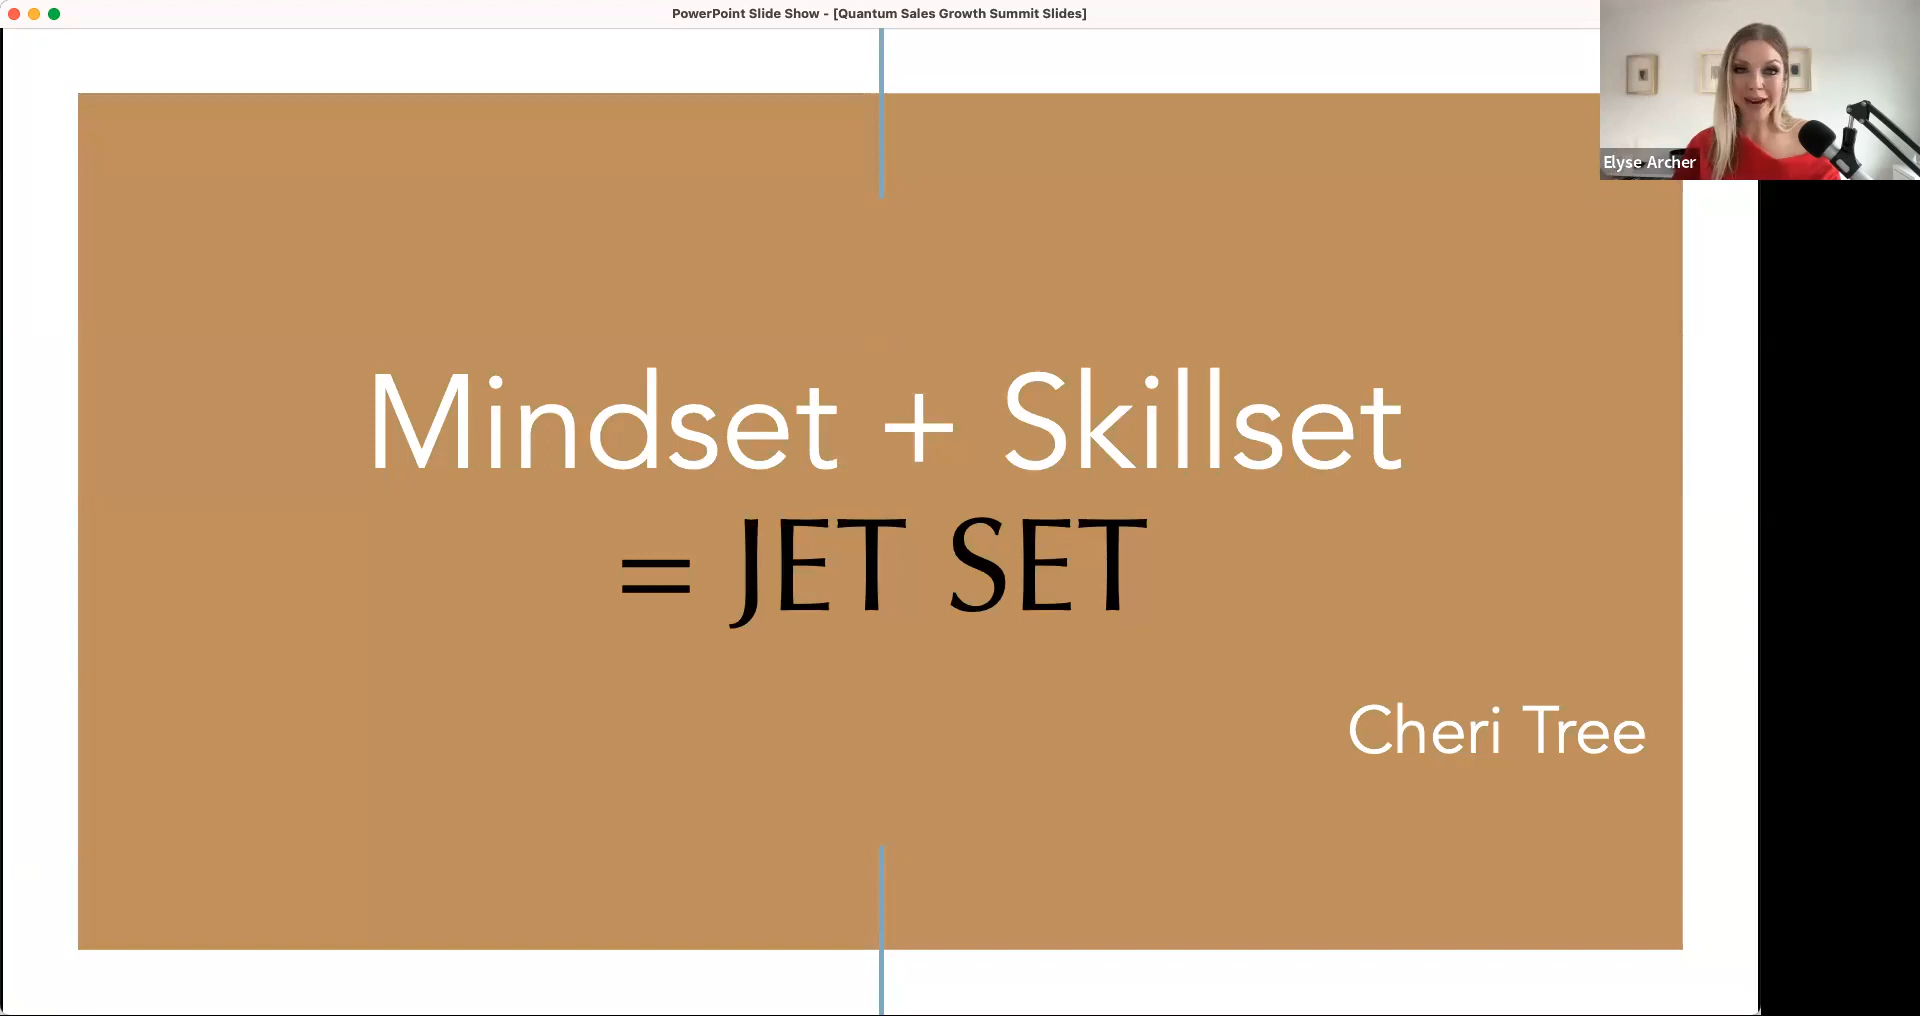 PowerPoint Slide Show - [Quantum Sales Growth Summit Slides]
Elyse Archer
Mindset + Skillset
= JET SET
Cheri Tree